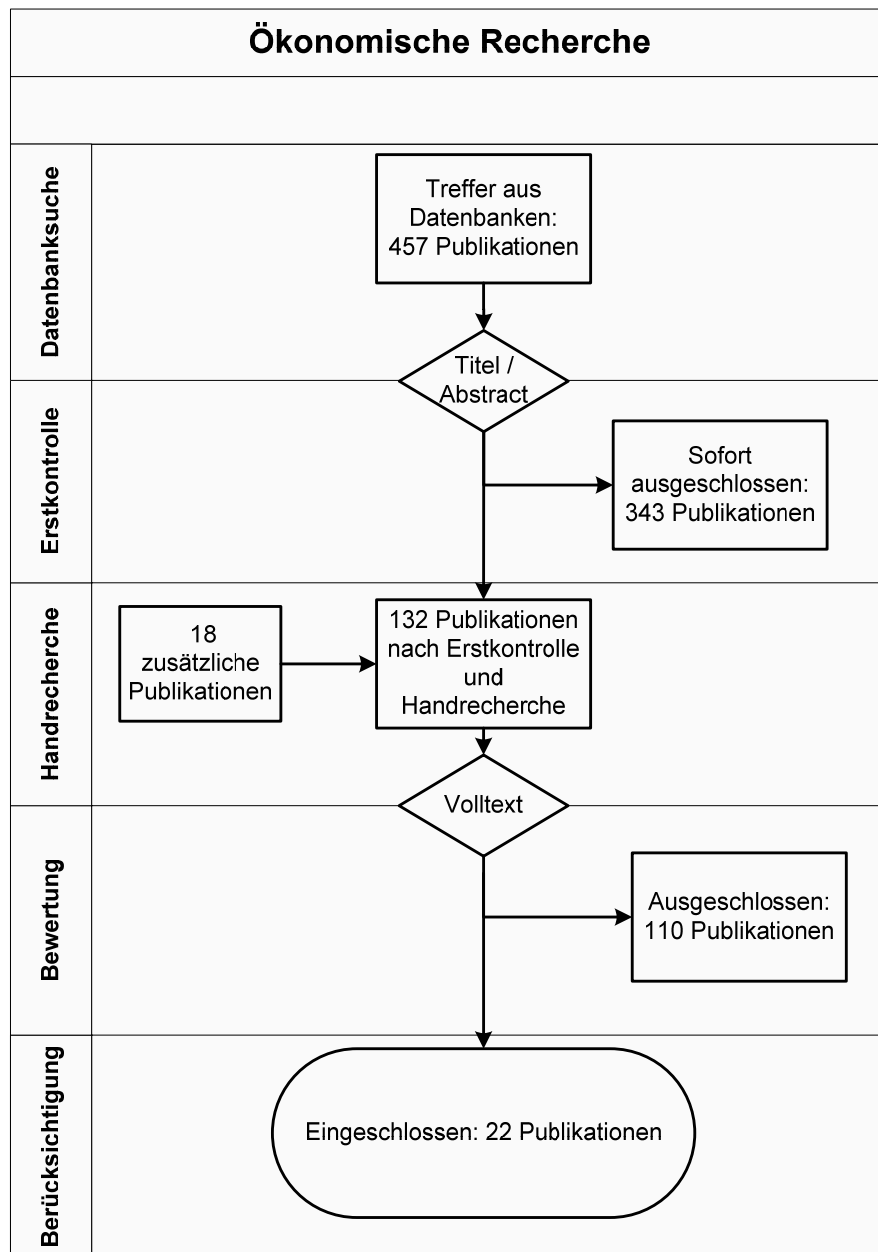 Ökonomische Recherche
Datenbanksuche
Treffer aus
Datenbanken:
457 Publikationen
Titel /
Abstract
Erstkontrolle
Sofort
ausgeschlossen:
343 Publikationen
Handrecherche
18
zusätzliche
Publikationen
132 Publikationen
nach Erstkontrolle
und
Handrecherche
Volltext
Bewertung
Ausgeschlossen:
110 Publikationen
Berücksichtigung
Eingeschlossen: 22 Publikationen